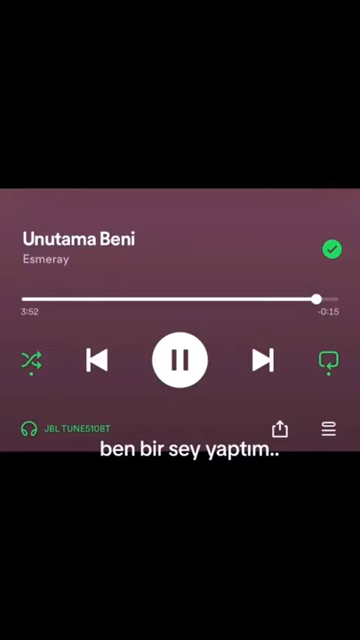 Unutama Beni
Esmeray
3:52
-0:15
JBL TUNE510BT
ben bir sey yaptım..